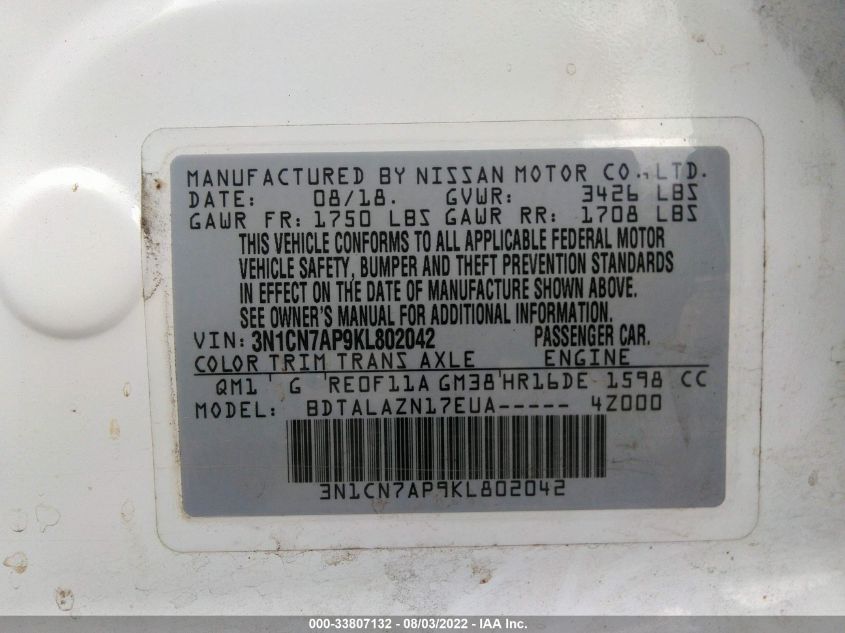 MANUFACTURED BY NISSAN MOTOR CO., LTD.
DATE: 08/18. GVWR: 3426 LBS
GAWR FR: 1750 LBS GAWR RR: 1708 LBS
THIS VEHICLE CONFORMS TO ALL APPLICABLE FEDERAL MOTOR
VEHICLE SAFETY, BUMPER AND THEFT PREVENTION STANDARDS
IN EFFECT ON THE DATE OF MANUFACTURE SHOWN ABOVE.
SEE OWNER'S MANUAL FOR ADDITIONAL INFORMATION.
VIN: 3N1CN7AP9KL802042 PASSENGER CAR.
COLOR TRIM TRANS AXLE ENGINE
QM1 G RE0F11A GM38 HR16DE 1598 CC
MODEL: BDTALAZN17EUA----- 4Z000
3N1CN7AP9KL802042
000-33807132 - 08/03/2022 - IAA Inc.